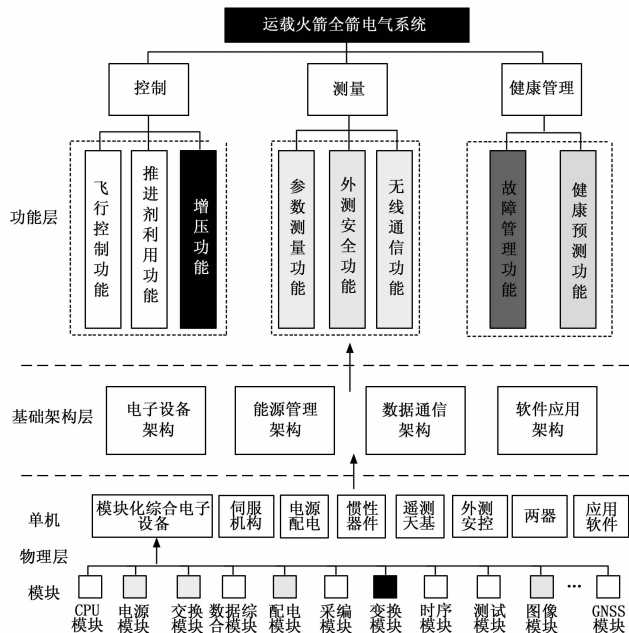 运载火箭全箭电气系统
控制
测量
健康管理
功能层
飞行控制功能
推进剂利用功能
增压功能
参数测量功能
外测安全功能
无线通信功能
故障管理功能
健康预测功能
基础架构层
电子设备
架构
能源管理
架构
数据通信
架构
软件应用
架构
单机
模块化综合电子
设备
伺服
机构
电源
配电
惯性
器件
遥测
天基
外测
安控
两器
应用
软件
物理层
模块
CPU
模块
电源
模块
交换
模块
数据综
合模块
配电
模块
采编
模块
变换
模块
时序
模块
测试
模块
图像
模块
···
GNSS
模块